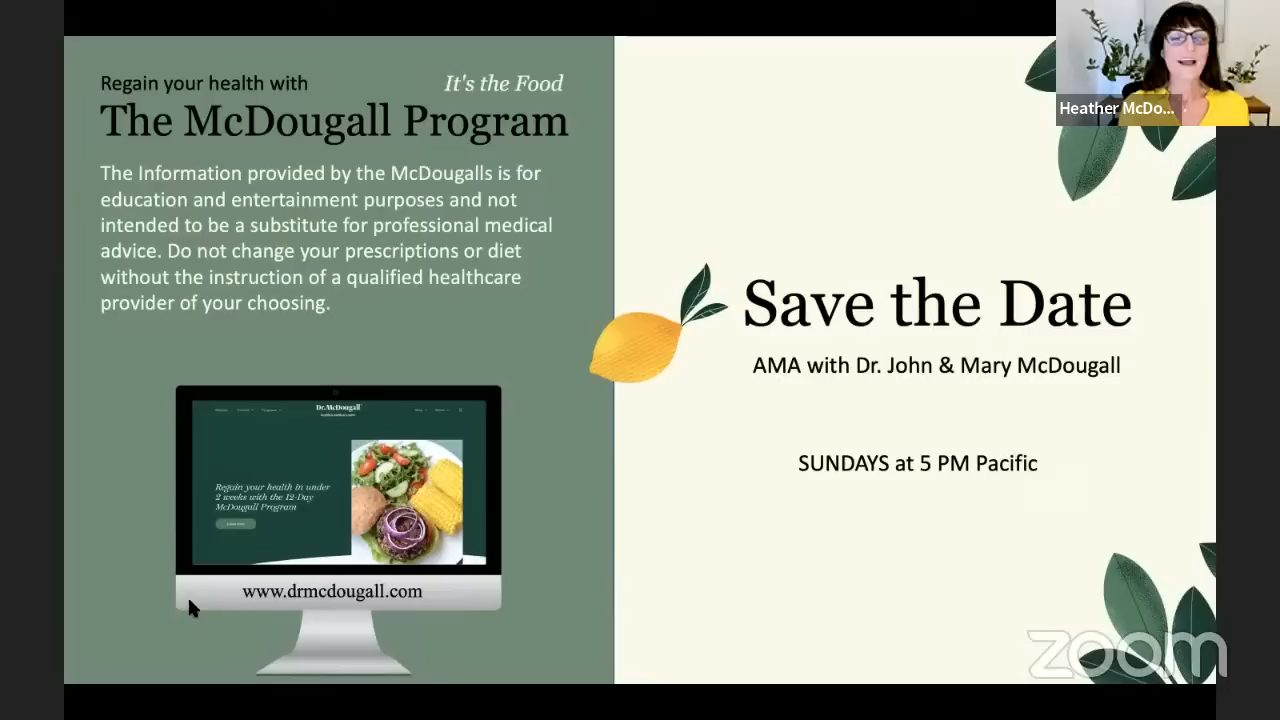 Regain your health with
It's the Food
The McDougall Program
The Information provided by the McDougalls is for
education and entertainment purposes and not
intended to be a substitute for professional medical
advice. Do not change your prescriptions or diet
without the instruction of a qualified healthcare
provider of your choosing.
Dr.McDougall
Regain your health in under
2 weeks with the 12-Day
McDougall Program
www.drmcdougall.com
Heather McDo...
Save the Date
AMA with Dr. John & Mary McDougall
SUNDAYS at 5 PM Pacific
zoom